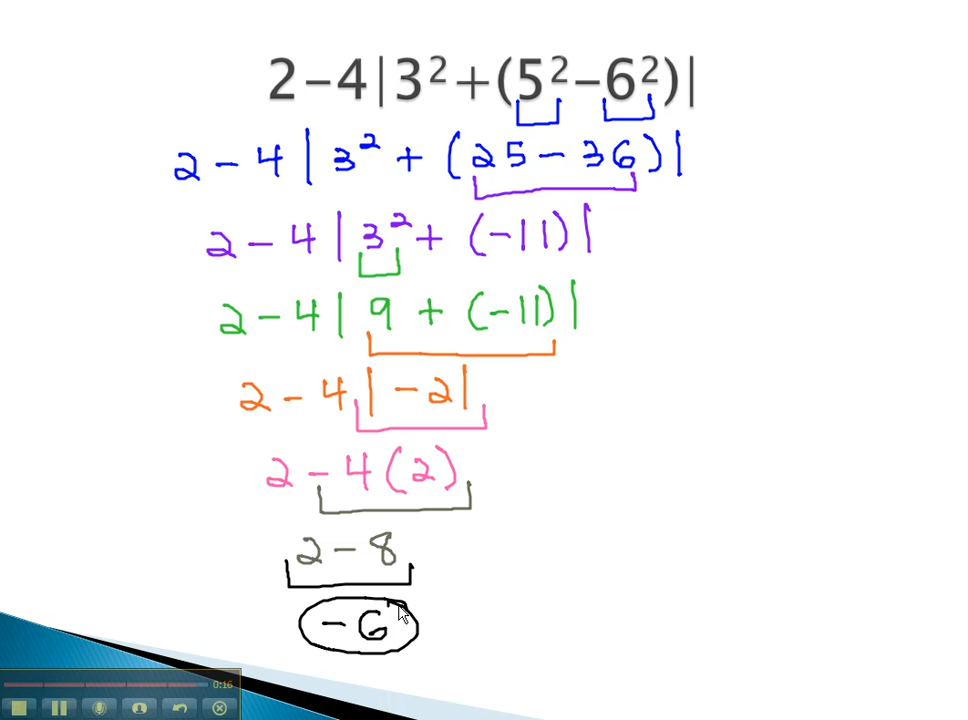 2−4|3²+(5²−6²)|
2 − 4 | 3² + (25 − 36)|
2 − 4 | 3² + (−11)|
2 − 4 | 9 + (−11)|
2 − 4 | −2|
2 − 4 (2)
2 − 8
−6
0:16